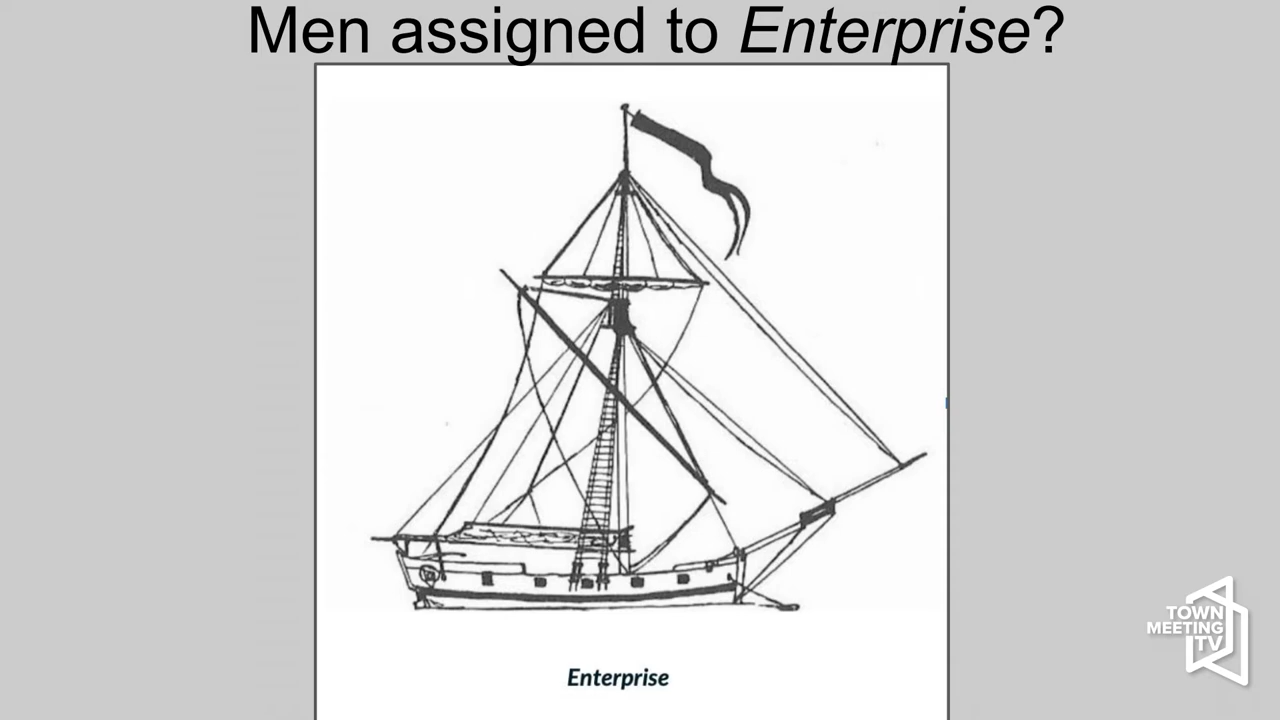 Men assigned to Enterprise?
Enterprise
TOWN
MEETING
TV